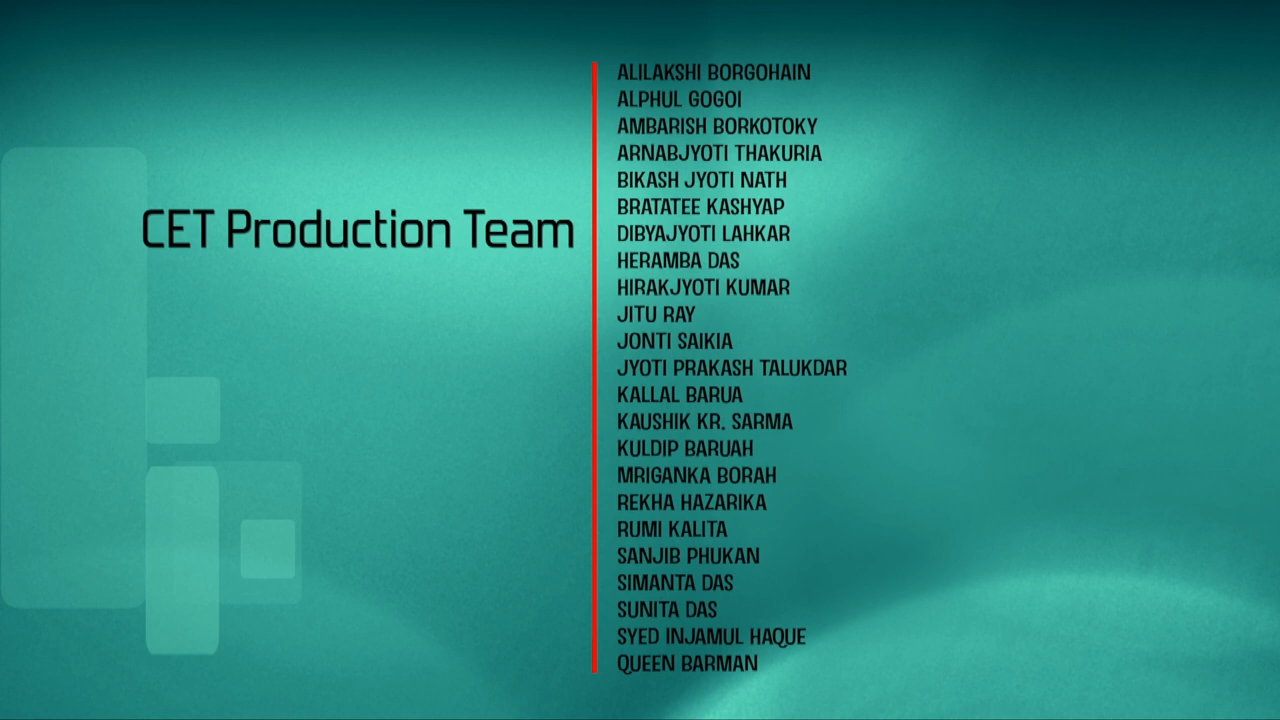 CET Production Team
ALILAKSHI BORGOHAIN
ALPHUL GOGOI
AMBARISH BORKOTOKY
ARNABJYOTI THAKURIA
BIKASH JYOTI NATH
BRATATEE KASHYAP
DIBYAJYOTI LAHKAR
HERAMBA DAS
HIRAKJYOTI KUMAR
JITU RAY
JONTI SAIKIA
JYOTI PRAKASH TALUKDAR
KALLAL BARUA
KAUSHIK KR. SARMA
KULDIP BARUAH
MRIGANKA BORAH
REKHA HAZARIKA
RUMI KALITA
SANJIB PHUKAN
SIMANTA DAS
SUNITA DAS
SYED INJAMUL HAQUE
QUEEN BARMAN